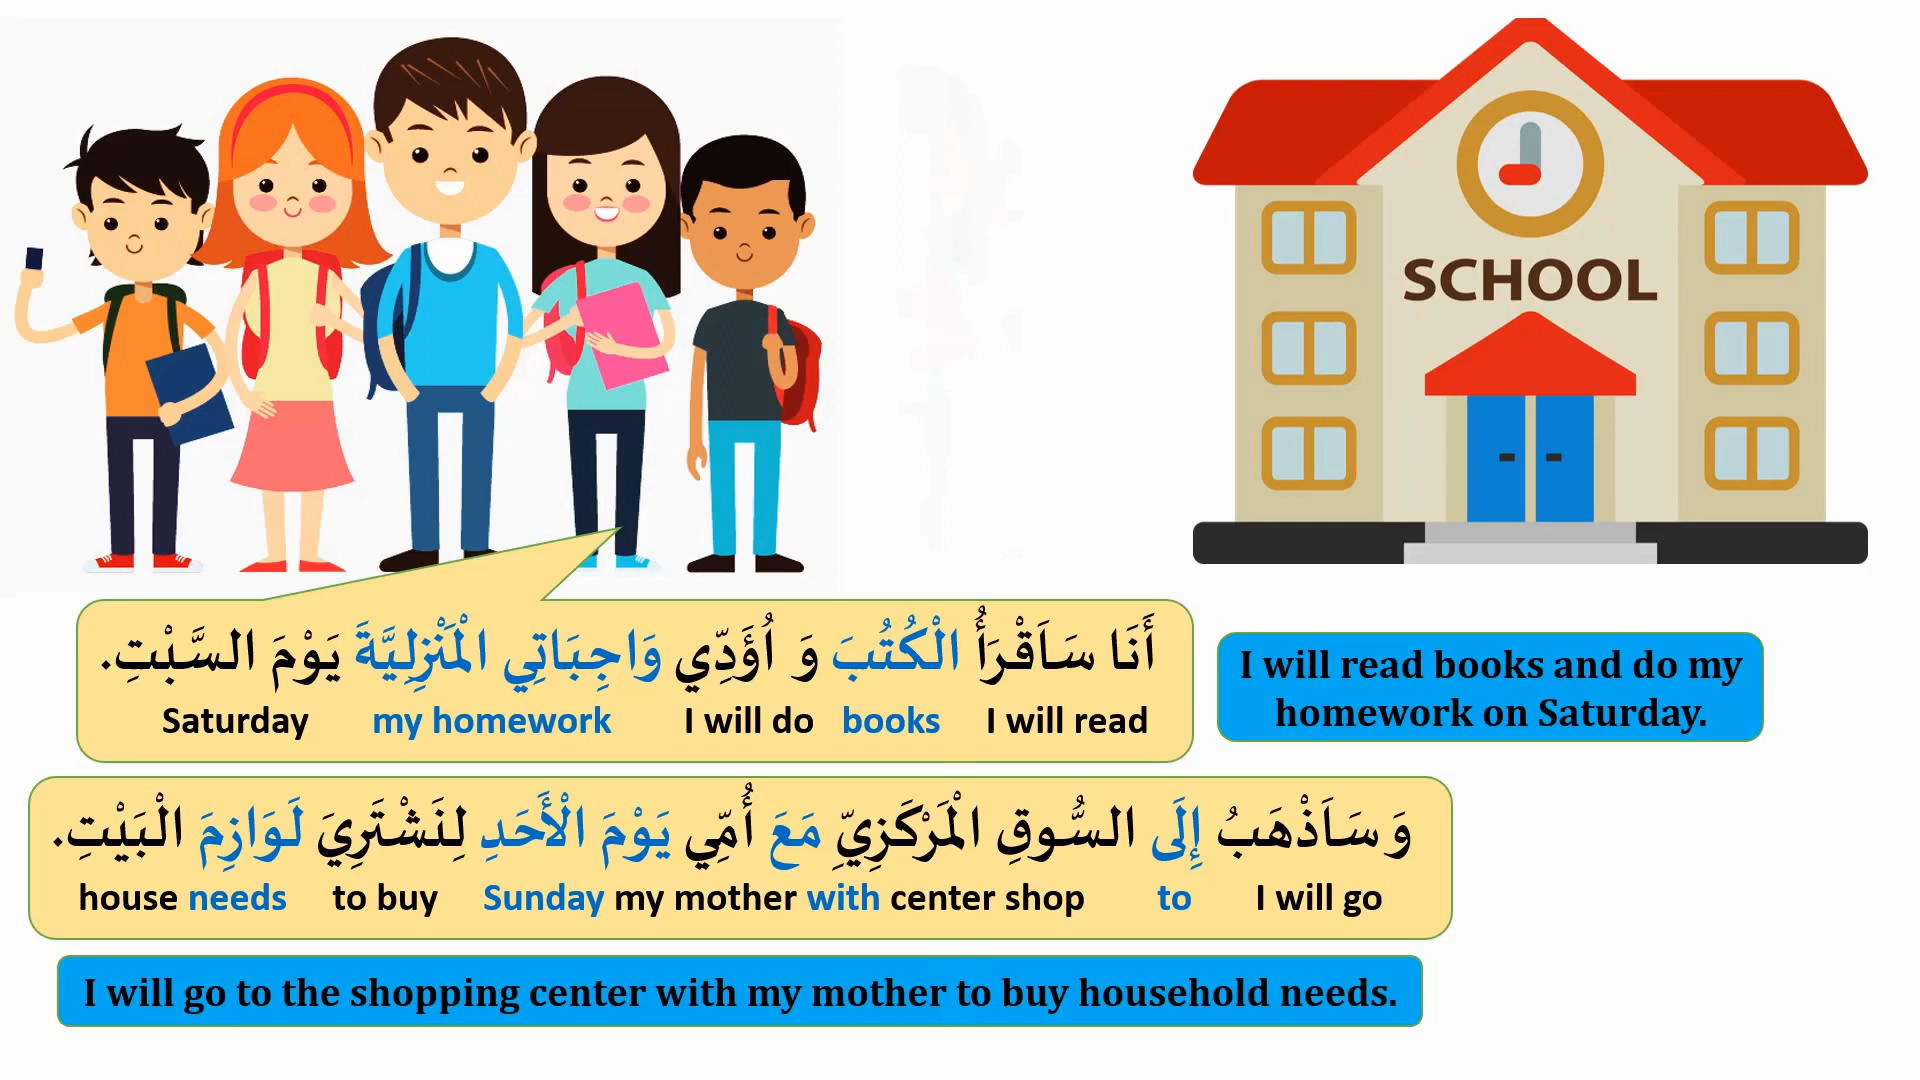 SCHOOL
أَنَا سَاَقْرَأُ الْكُتُبَ وَ اُؤَدِّي وَاجِبَاتِي الْمَنْزِلِيَّةَ يَوْمَ السَّبْتِ.
Saturday my homework I will do books I will read
I will read books and do my
homework on Saturday.
وَسَاَذْهَبُ إِلَى السُّوقِ الْمَرْكَزِيِّ مَعَ أُمِّي يَوْمَ الْأَحَدِ لِنَشْتَرِيَ لَوَازِمَ الْبَيْتِ.
house needs to buy Sunday my mother with center shop to I will go
I will go to the shopping center with my mother to buy household needs.